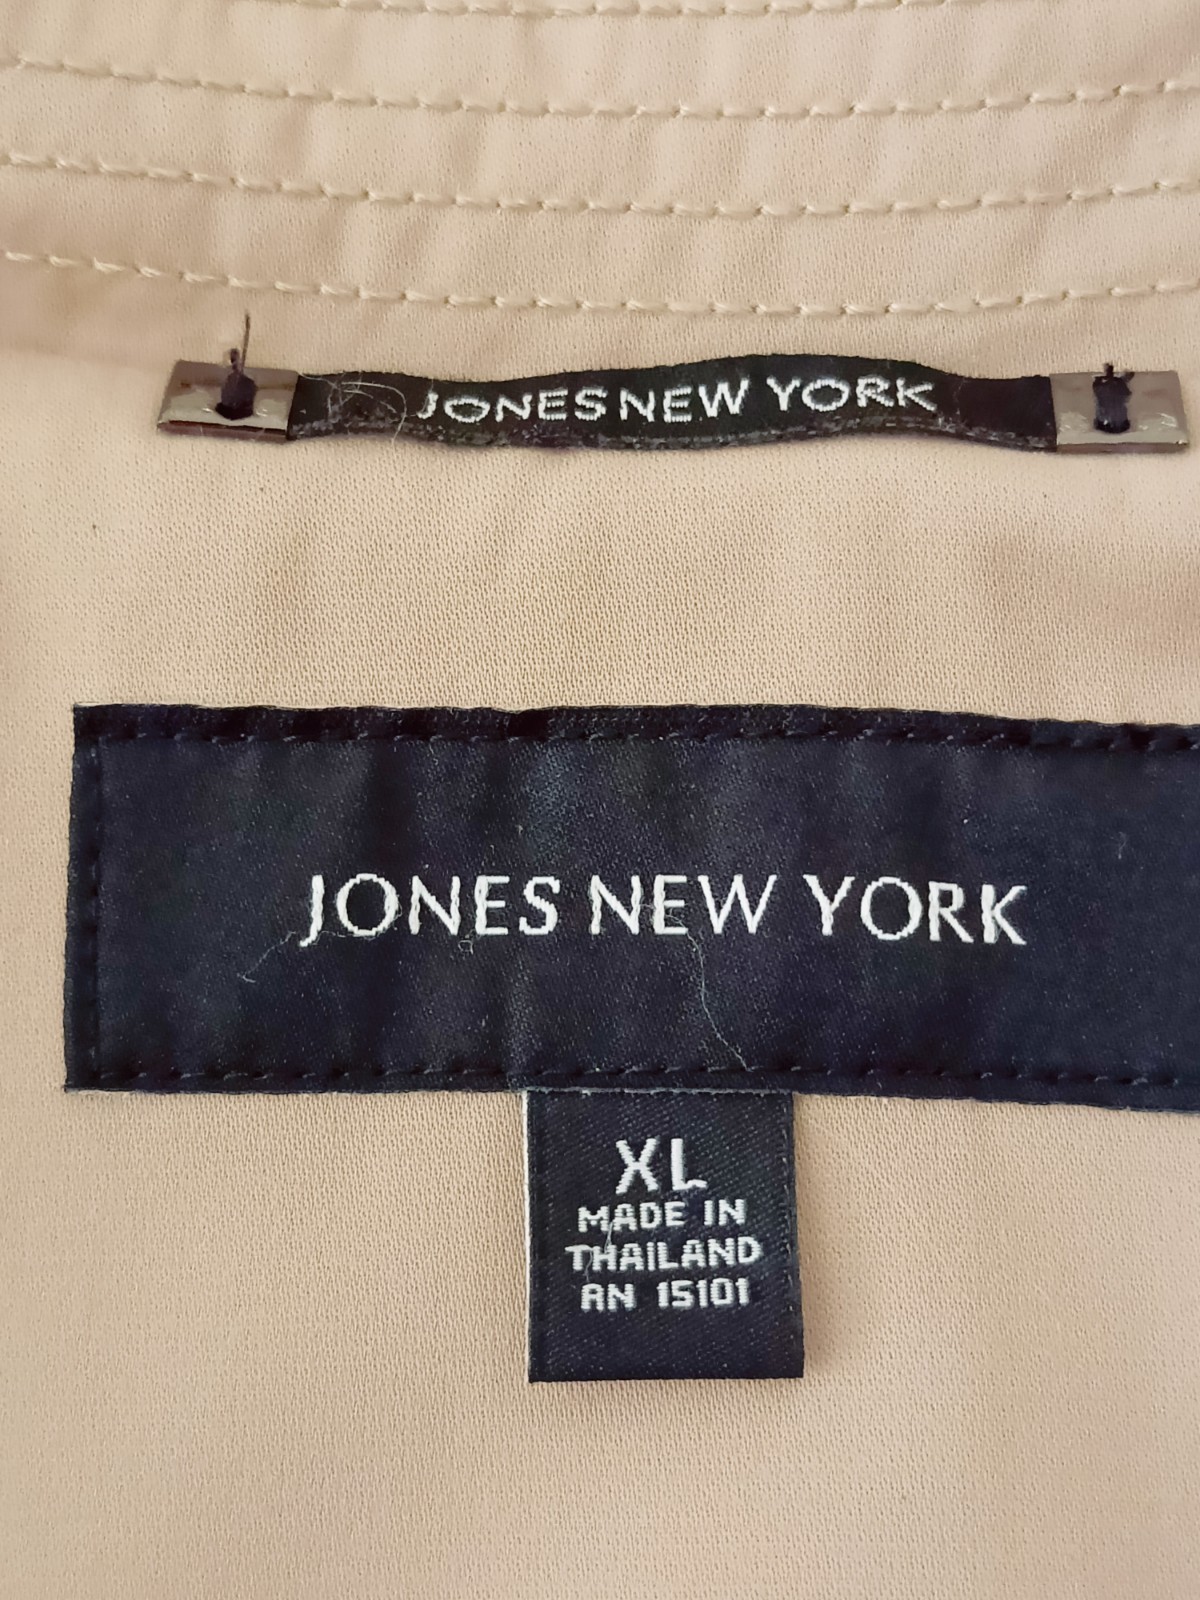 JONES NEW YORK
JONES NEW YORK
XL
MADE IN
THAILAND
RN 15101